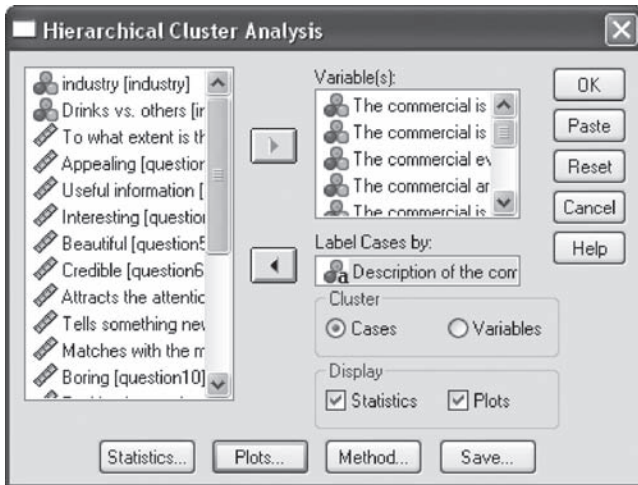 Hierarchical Cluster Analysis
industry [industry]
Drinks vs. others [ir
To what extent is th
Appealing [question
Useful information [
Interesting [question
Beautiful [question5
Credible [question6
Attracts the attentic
Tells something new
Matches with the m
Boring [question10]
Variable(s):
The commercial is
The commercial is
The commercial ev
The commercial ar
The commercial is
Label Cases by:
a Description of the com
Cluster
Cases
Variables
Display
Statistics
Plots
OK
Paste
Reset
Cancel
Help
Statistics...
Plots...
Method...
Save...